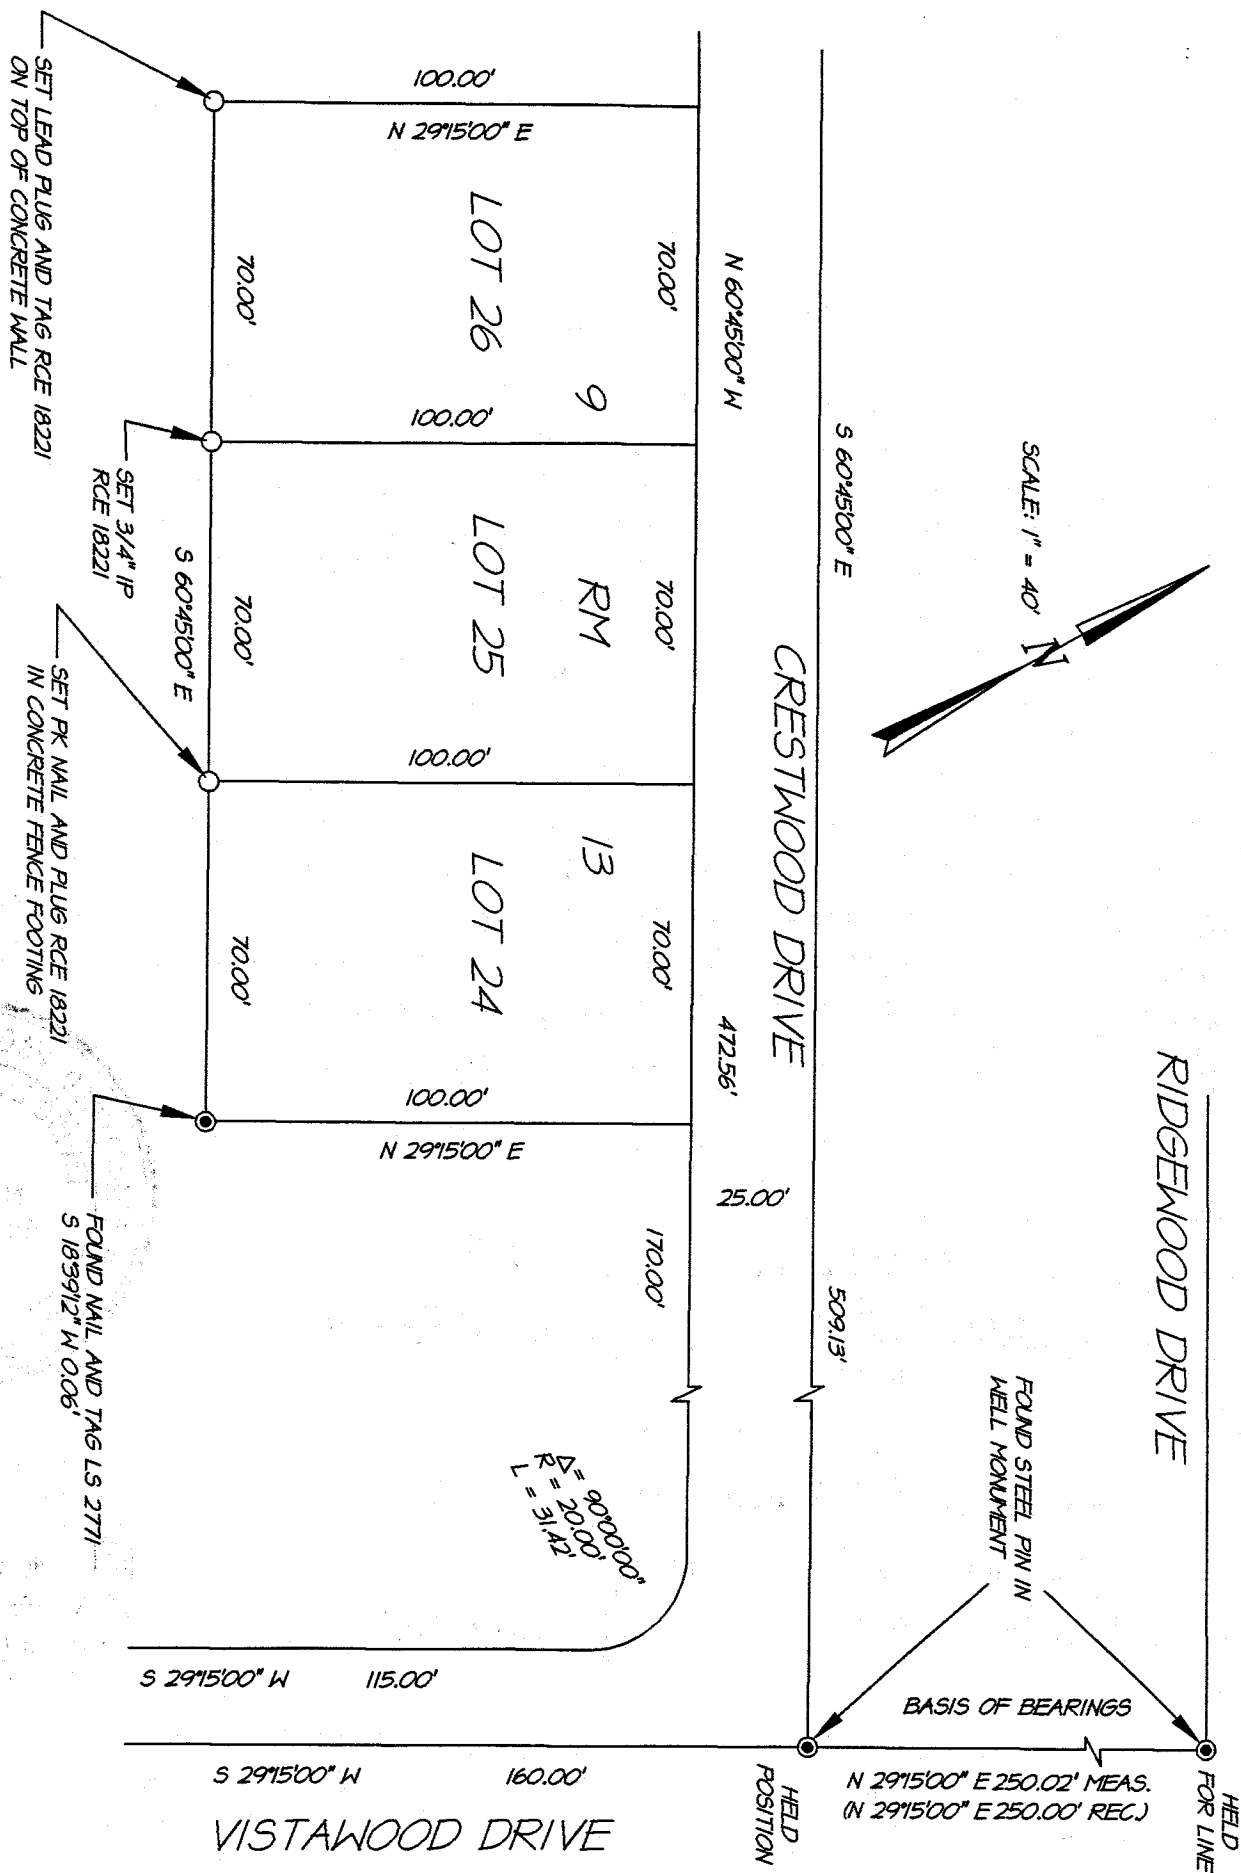 SCALE: 1" = 40'
N
RIDGEWOOD DRIVE
FOUND STEEL PIN IN
WELL MONUMENT
HELD
FOR LINE
BASIS OF BEARINGS
N 29°15'00" E 250.02' MEAS.
(N 29°15'00" E 250.00' REC.)
HELD
POSITION
S 60°45'00" E
509.13'
CRESTWOOD DRIVE
25.00'
N 60°45'00" W
472.56'
70.00'
70.00'
70.00'
170.00'
9
RM
13
LOT 26
LOT 25
LOT 24
Δ = 90°00'00"
R = 20.00'
L = 31.42'
100.00'
N 29°15'00" E
100.00'
100.00'
100.00'
N 29°15'00" E
70.00'
70.00'
70.00'
S 60°45'00" E
S 29°15'00" W
115.00'
S 29°15'00" W
160.00'
VISTAWOOD DRIVE
SET LEAD PLUG AND TAG RCE 18221
ON TOP OF CONCRETE WALL
SET 3/4" IP
RCE 18221
SET PK NAIL AND PLUG RCE 18221
IN CONCRETE FENCE FOOTING
FOUND NAIL AND TAG LS 2771
S 18°39'12" W 0.06'